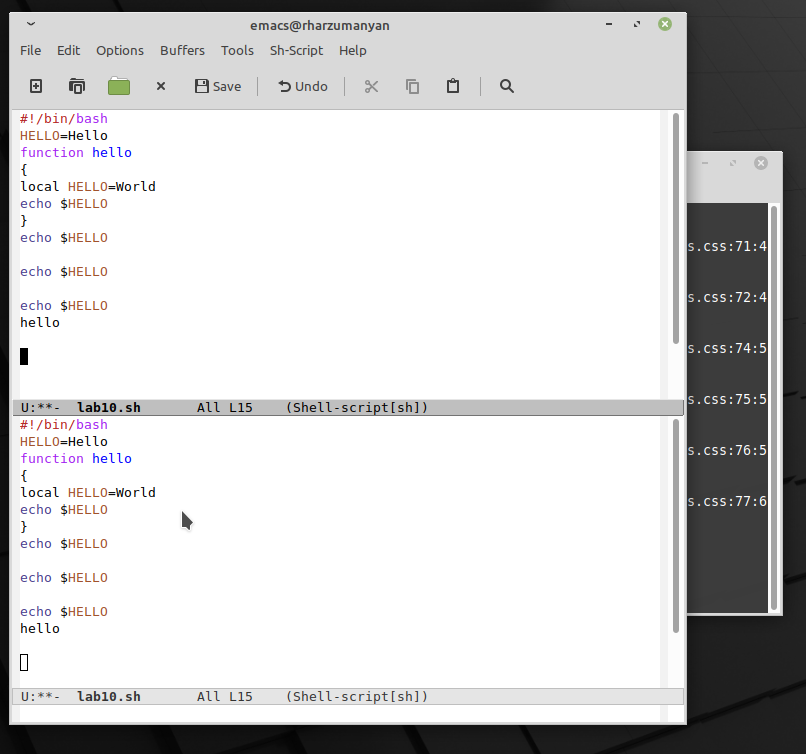 emacs@rharzumanyan
File Edit Options Buffers Tools Sh-Script Help
Save Undo
#!/bin/bash
HELLO=Hello
function hello
{
local HELLO=World
echo $HELLO
}
echo $HELLO
echo $HELLO
echo $HELLO
hello
U:**- lab10.sh All L15 (Shell-script[sh])
#!/bin/bash
HELLO=Hello
function hello
{
local HELLO=World
echo $HELLO
}
echo $HELLO
echo $HELLO
echo $HELLO
hello
U:**- lab10.sh All L15 (Shell-script[sh])
s.css:71:4
s.css:72:4
s.css:74:5
s.css:75:5
s.css:76:5
s.css:77:6